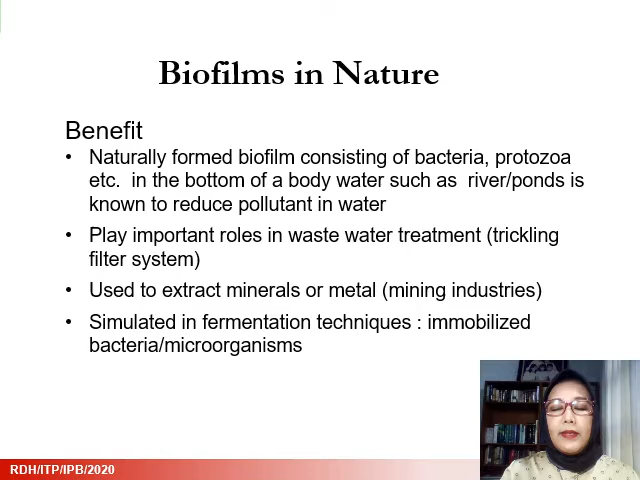 Biofilms in Nature
Benefit
• Naturally formed biofilm consisting of bacteria, protozoa
etc. in the bottom of a body water such as river/ponds is
known to reduce pollutant in water
• Play important roles in waste water treatment (trickling
filter system)
• Used to extract minerals or metal (mining industries)
• Simulated in fermentation techniques : immobilized
bacteria/microorganisms
RDH/ITP/IPB/2020